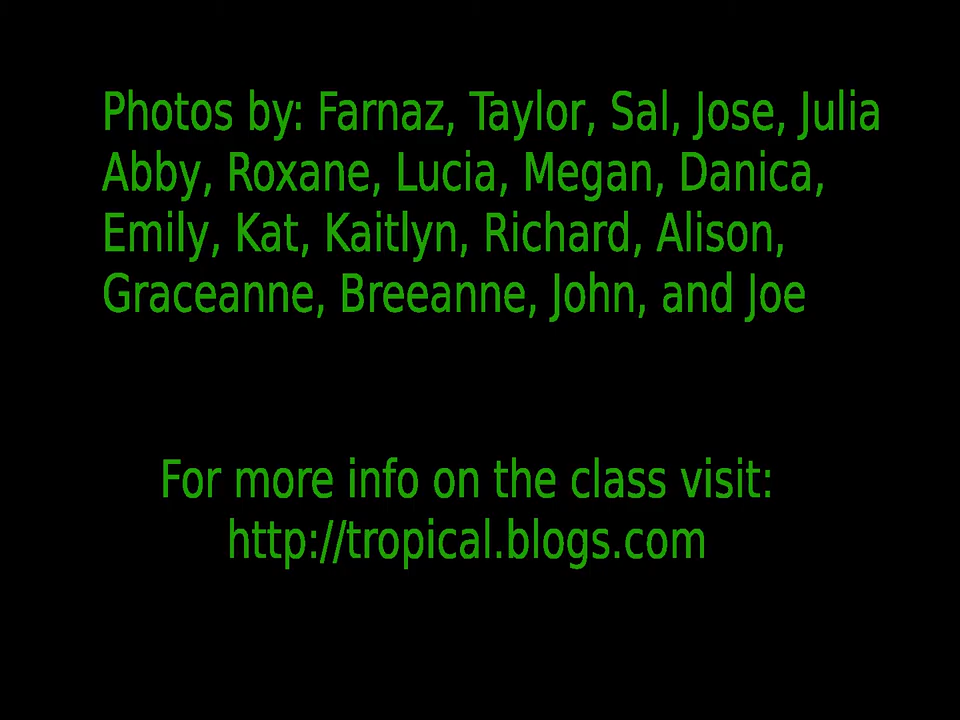 Photos by: Farnaz, Taylor, Sal, Jose, Julia
Abby, Roxane, Lucia, Megan, Danica,
Emily, Kat, Kaitlyn, Richard, Alison,
Graceanne, Breeanne, John, and Joe
For more info on the class visit:
http://tropical.blogs.com